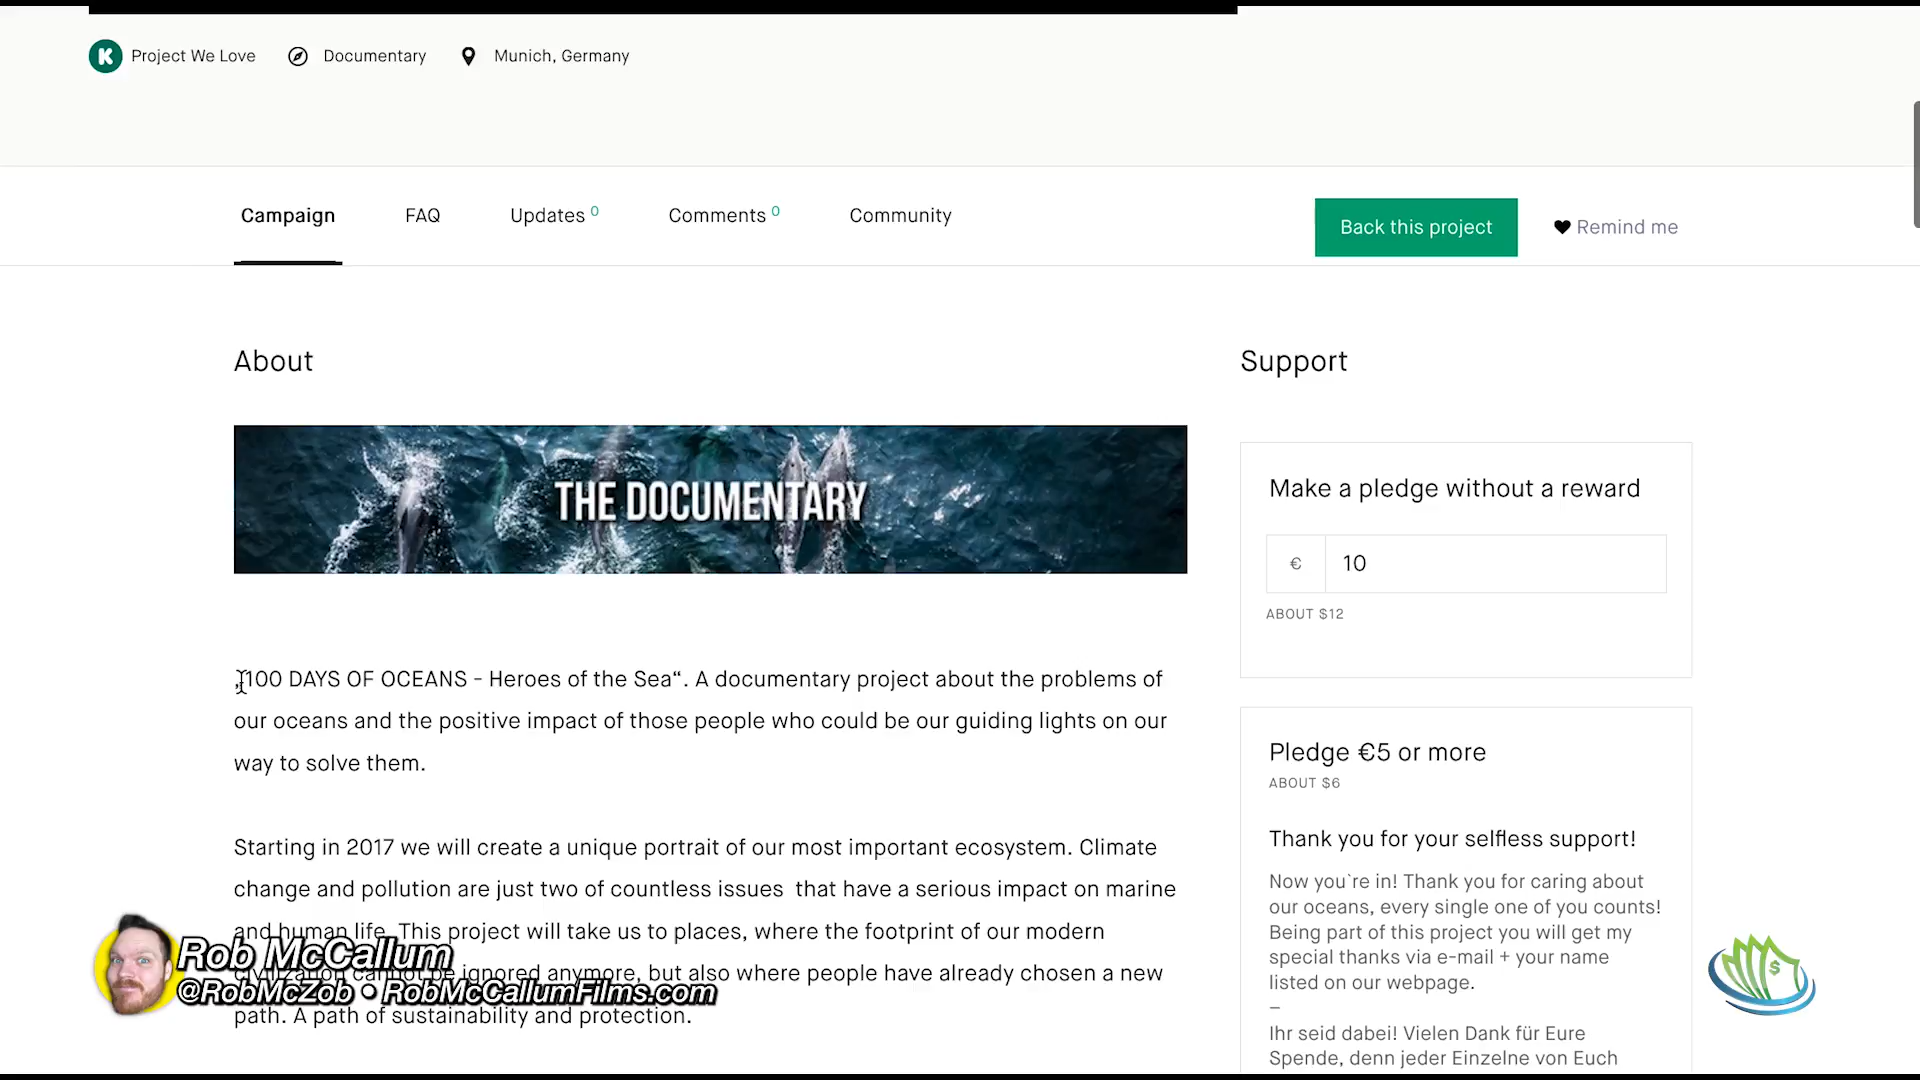 Project We Love
Documentary
Munich, Germany
Campaign
FAQ
Updates 0
Comments 0
Community
Back this project
Remind me
About
THE DOCUMENTARY
„100 DAYS OF OCEANS - Heroes of the Sea“. A documentary project about the problems of
our oceans and the positive impact of those people who could be our guiding lights on our
way to solve them.
Starting in 2017 we will create a unique portrait of our most important ecosystem. Climate
change and pollution are just two of countless issues that have a serious impact on marine
and human life. This project will take us to places, where the footprint of our modern
civilization cannot be ignored anymore, but also where people have already chosen a new
path. A path of sustainability and protection.
Support
Make a pledge without a reward
€ 10
ABOUT $12
Pledge €5 or more
ABOUT $6
Thank you for your selfless support!
Now you`re in! Thank you for caring about
our oceans, every single one of you counts!
Being part of this project you will get my
special thanks via e-mail + your name
listed on our webpage.
–
Ihr seid dabei! Vielen Dank für Eure
Spende, denn jeder Einzelne von Euch
Rob McCallum
@RobMcZob • RobMcCallumFilms.com